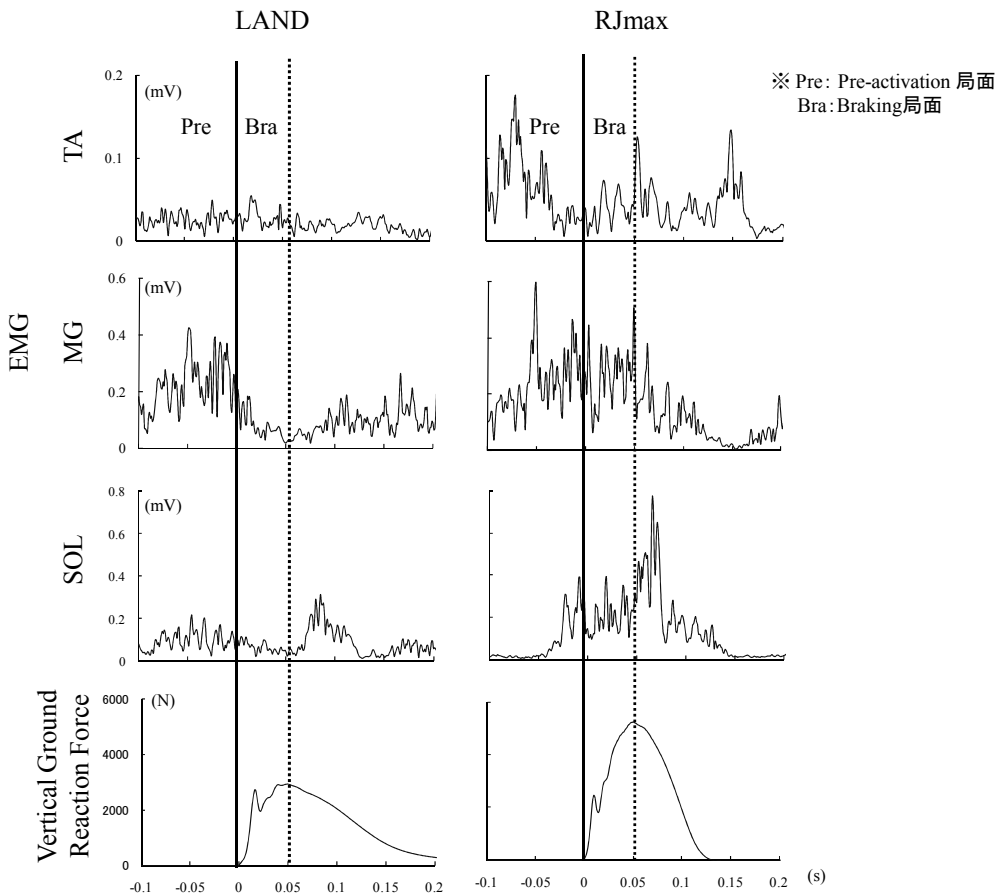 LAND
RJmax
※ Pre: Pre-activation 局面
Bra:Braking局面
EMG
TA
(mV)
Pre
Bra
Pre
Bra
0.2
0.1
0
MG
(mV)
0.6
0.4
0.2
0
SOL
(mV)
0.8
0.6
0.4
0.2
0
Vertical Ground
Reaction Force
(N)
6000
4000
2000
0
-0.1 0 0.05 0.1 0.2
-0.1 -0.05 0 0.05 0.1 0.15 0.2
(s)